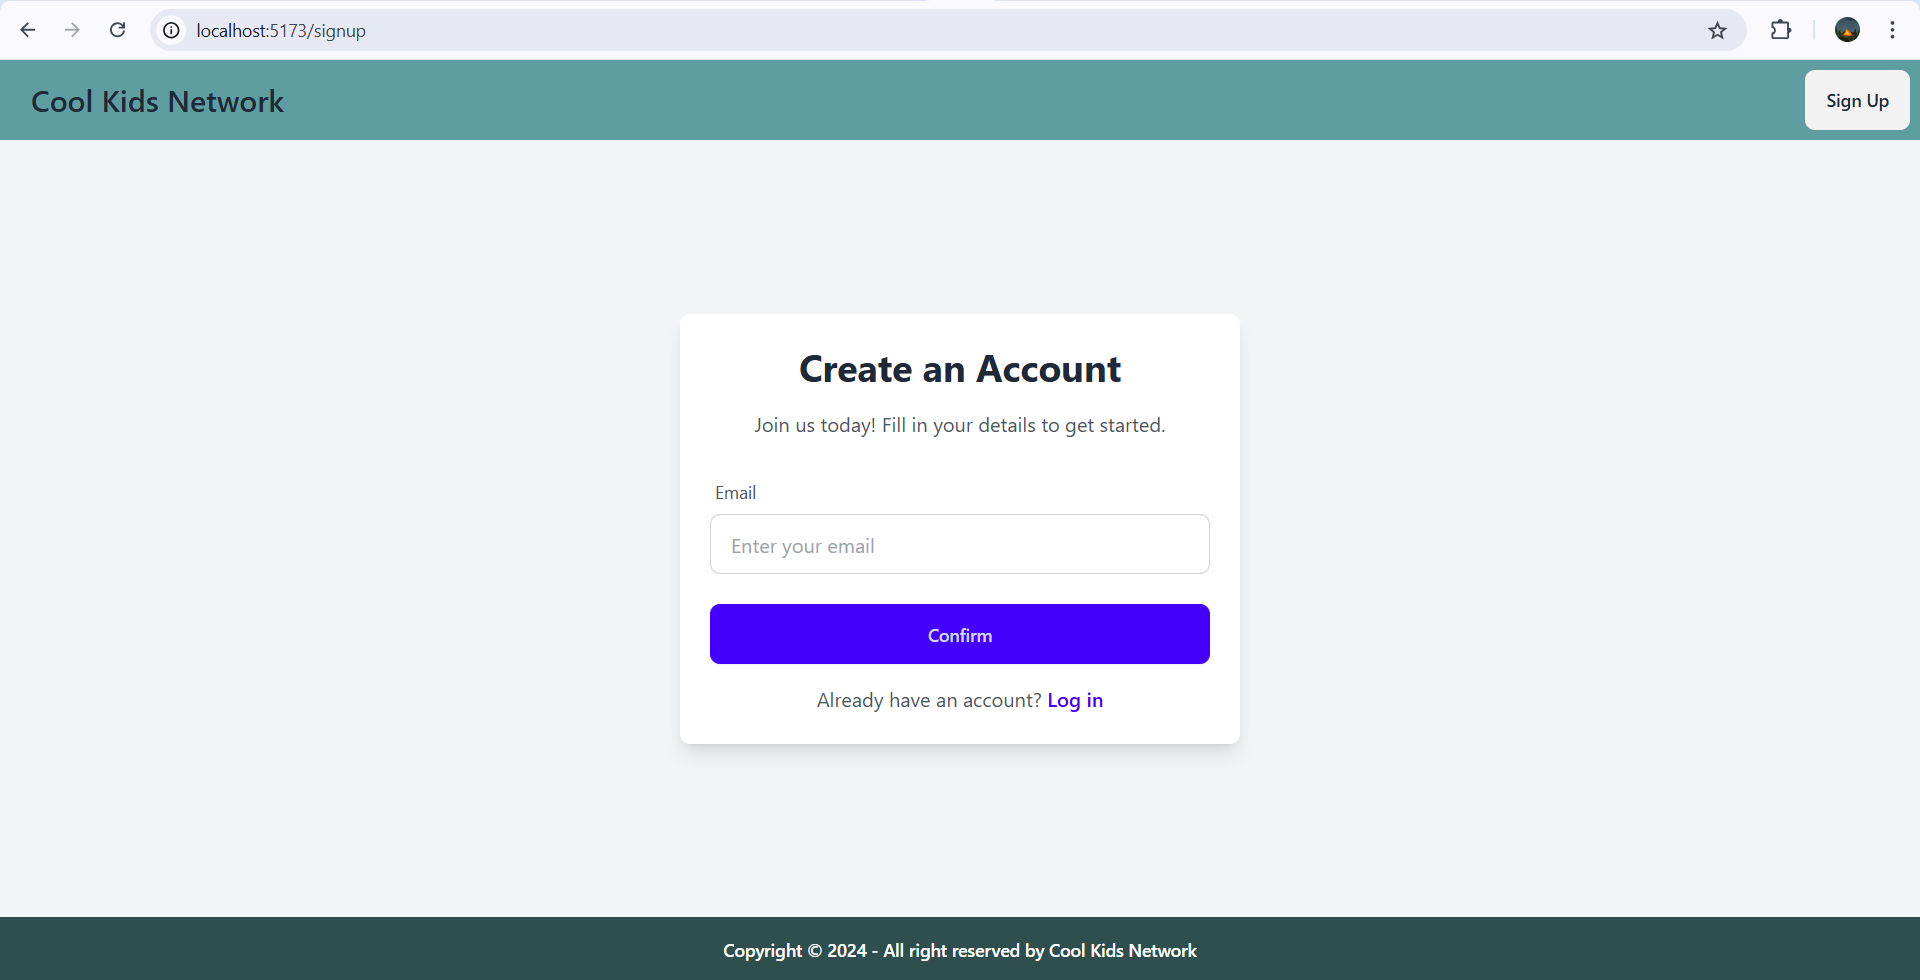 localhost:5173/signup
Cool Kids Network
Sign Up
Create an Account
Join us today! Fill in your details to get started.
Email
Enter your email
Confirm
Already have an account? Log in
Copyright © 2024 - All right reserved by Cool Kids Network